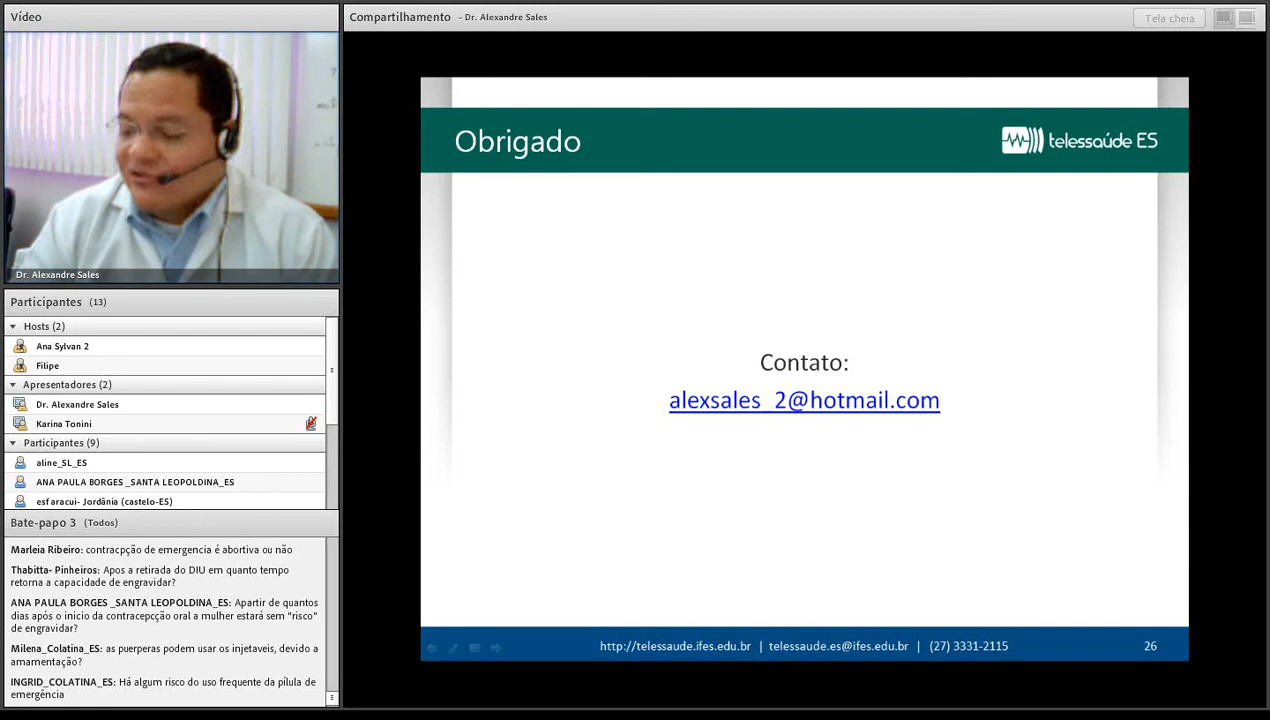 Vídeo
Dr. Alexandre Sales
Participantes (13)
Hosts (2)
Ana Sylvan 2
Filipe
Apresentadores (2)
Dr. Alexandre Sales
Karina Tonini
Participantes (9)
aline_SL_ES
ANA PAULA BORGES _SANTA LEOPOLDINA_ES
esf aracui- Jordânia (castelo-ES)
Bate-papo 3 (Todos)
Marleia Ribeiro: contracpção de emergencia é abortiva ou não
Thabitta- Pinheiros: Apos a retirada do DIU em quanto tempo
retorna a capacidade de engravidar?
ANA PAULA BORGES _SANTA LEOPOLDINA_ES: Apartir de quantos
dias após o inicio da contracepcção oral a mulher estará sem "risco"
de engravidar?
Milena_Colatina_ES: as puerperas podem usar os injetaveis, devido a
amamentação?
INGRID_COLATINA_ES: Há algum risco do uso frequente da pílula de
emergência
Compartilhamento - Dr. Alexandre Sales
Tela cheia
Obrigado
telessaúde ES
Contato:
alexsales_2@hotmail.com
http://telessaude.ifes.edu.br | telessaude.es@ifes.edu.br | (27) 3331-2115
26